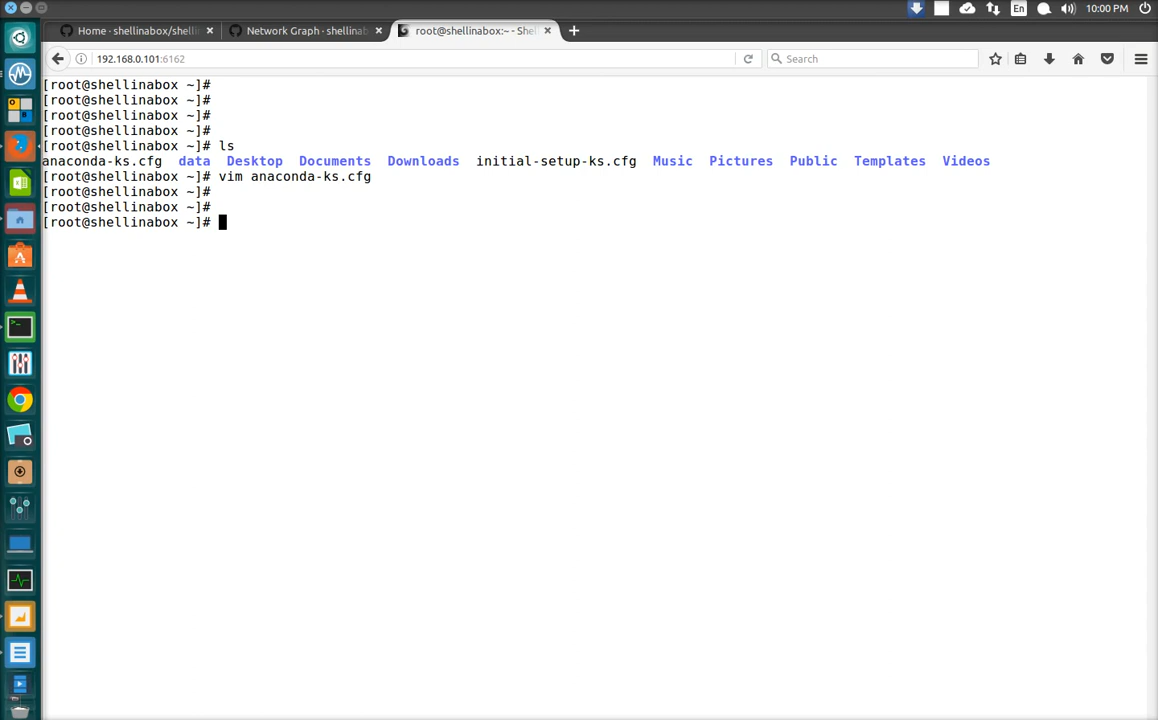 En
10:00 PM
Home · shellinabox/shelli
Network Graph · shellinab
root@shellinabox:~ - Shell
192.168.0.101:6162
Search
[root@shellinabox ~]#
[root@shellinabox ~]#
[root@shellinabox ~]#
[root@shellinabox ~]#
[root@shellinabox ~]# ls
anaconda-ks.cfg data Desktop Documents Downloads initial-setup-ks.cfg Music Pictures Public Templates Videos
[root@shellinabox ~]# vim anaconda-ks.cfg
[root@shellinabox ~]#
[root@shellinabox ~]#
[root@shellinabox ~]#